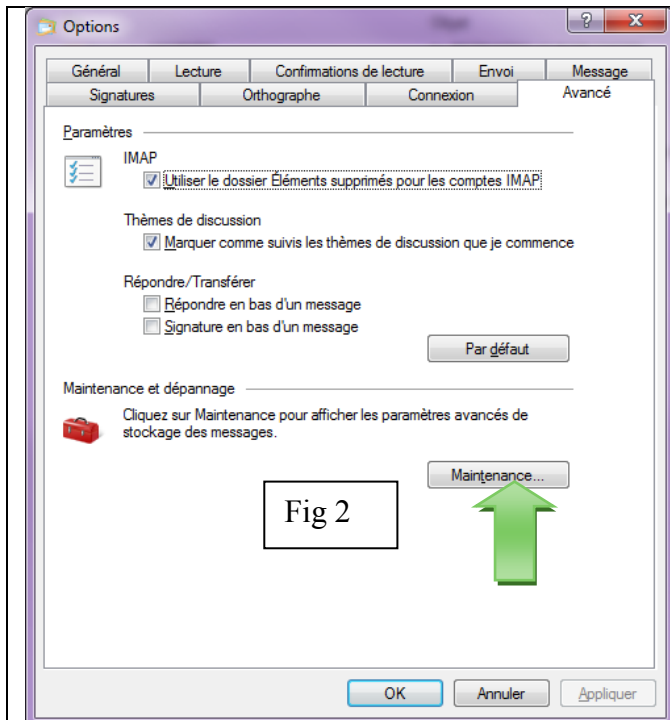 Options
Général Lecture Confirmations de lecture Envoi Message
Signatures Orthographe Connexion Avancé
Paramètres
IMAP
Utiliser le dossier Éléments supprimés pour les comptes IMAP
Thèmes de discussion
Marquer comme suivis les thèmes de discussion que je commence
Répondre/Transférer
Répondre en bas d'un message
Signature en bas d'un message
Par défaut
Maintenance et dépannage
Cliquez sur Maintenance pour afficher les paramètres avancés de
stockage des messages.
Maintenance...
Fig 2
OK Annuler Appliquer